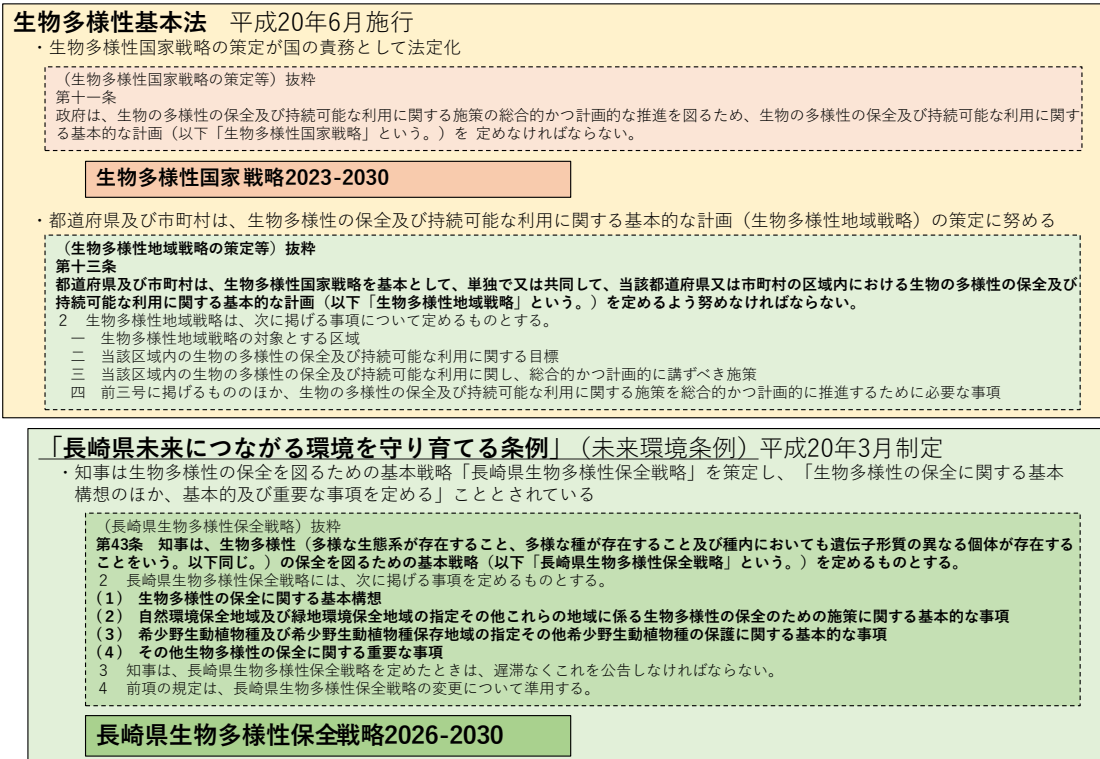 生物多様性基本法　平成20年6月施行
・生物多様性国家戦略の策定が国の責務として法定化
（生物多様性国家戦略の策定等）抜粋
第十一条
政府は、生物の多様性の保全及び持続可能な利用に関する施策の総合的かつ計画的な推進を図るため、生物の多様性の保全及び持続可能な利用に関す
る基本的な計画（以下「生物多様性国家戦略」という。）を 定めなければならない。
生物多様性国家戦略2023-2030
・都道府県及び市町村は、生物多様性の保全及び持続可能な利用に関する基本的な計画（生物多様性地域戦略）の策定に努める
（生物多様性地域戦略の策定等）抜粋
第十三条
都道府県及び市町村は、生物多様性国家戦略を基本として、単独で又は共同して、当該都道府県又は市町村の区域内における生物の多様性の保全及び
持続可能な利用に関する基本的な計画（以下「生物多様性地域戦略」という。）を定めるよう努めなければならない。
２　生物多様性地域戦略は、次に掲げる事項について定めるものとする。
一　生物多様性地域戦略の対象とする区域
二　当該区域内の生物の多様性の保全及び持続可能な利用に関する目標
三　当該区域内の生物の多様性の保全及び持続可能な利用に関し、総合的かつ計画的に講ずべき施策
四　前三号に掲げるもののほか、生物の多様性の保全及び持続可能な利用に関する施策を総合的かつ計画的に推進するために必要な事項
「長崎県未来につながる環境を守り育てる条例」（未来環境条例）平成20年3月制定
・知事は生物多様性の保全を図るための基本戦略「長崎県生物多様性保全戦略」を策定し、「生物多様性の保全に関する基本
構想のほか、基本的及び重要な事項を定める」こととされている
（長崎県生物多様性保全戦略）抜粋
第43条　知事は、生物多様性（多様な生態系が存在すること、多様な種が存在すること及び種内においても遺伝子形質の異なる個体が存在する
ことをいう。以下同じ。）の保全を図るための基本戦略（以下「長崎県生物多様性保全戦略」という。）を定めるものとする。
２　長崎県生物多様性保全戦略には、次に掲げる事項を定めるものとする。
（１）生物多様性の保全に関する基本構想
（２）自然環境保全地域及び緑地環境保全地域の指定その他これらの地域に係る生物多様性の保全のための施策に関する基本的な事項
（３）希少野生動植物種及び希少野生動植物種保存地域の指定その他希少野生動植物種の保護に関する基本的な事項
（４）その他生物多様性の保全に関する重要な事項
３　知事は、長崎県生物多様性保全戦略を定めたときは、遅滞なくこれを公告しなければならない。
４　前項の規定は、長崎県生物多様性保全戦略の変更について準用する。
長崎県生物多様性保全戦略2026-2030